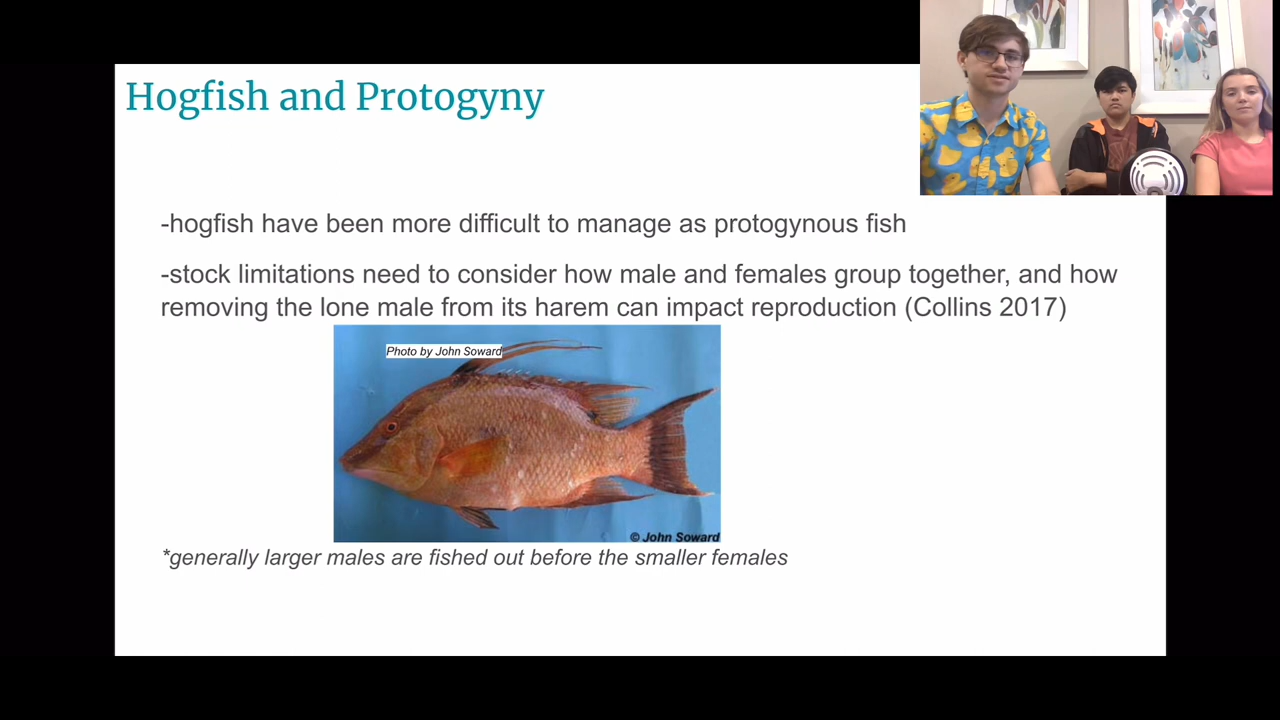 Hogfish and Protogyny
-hogfish have been more difficult to manage as protogynous fish
-stock limitations need to consider how male and females group together, and how
removing the lone male from its harem can impact reproduction (Collins 2017)
Photo by John Soward
© John Soward
*generally larger males are fished out before the smaller females